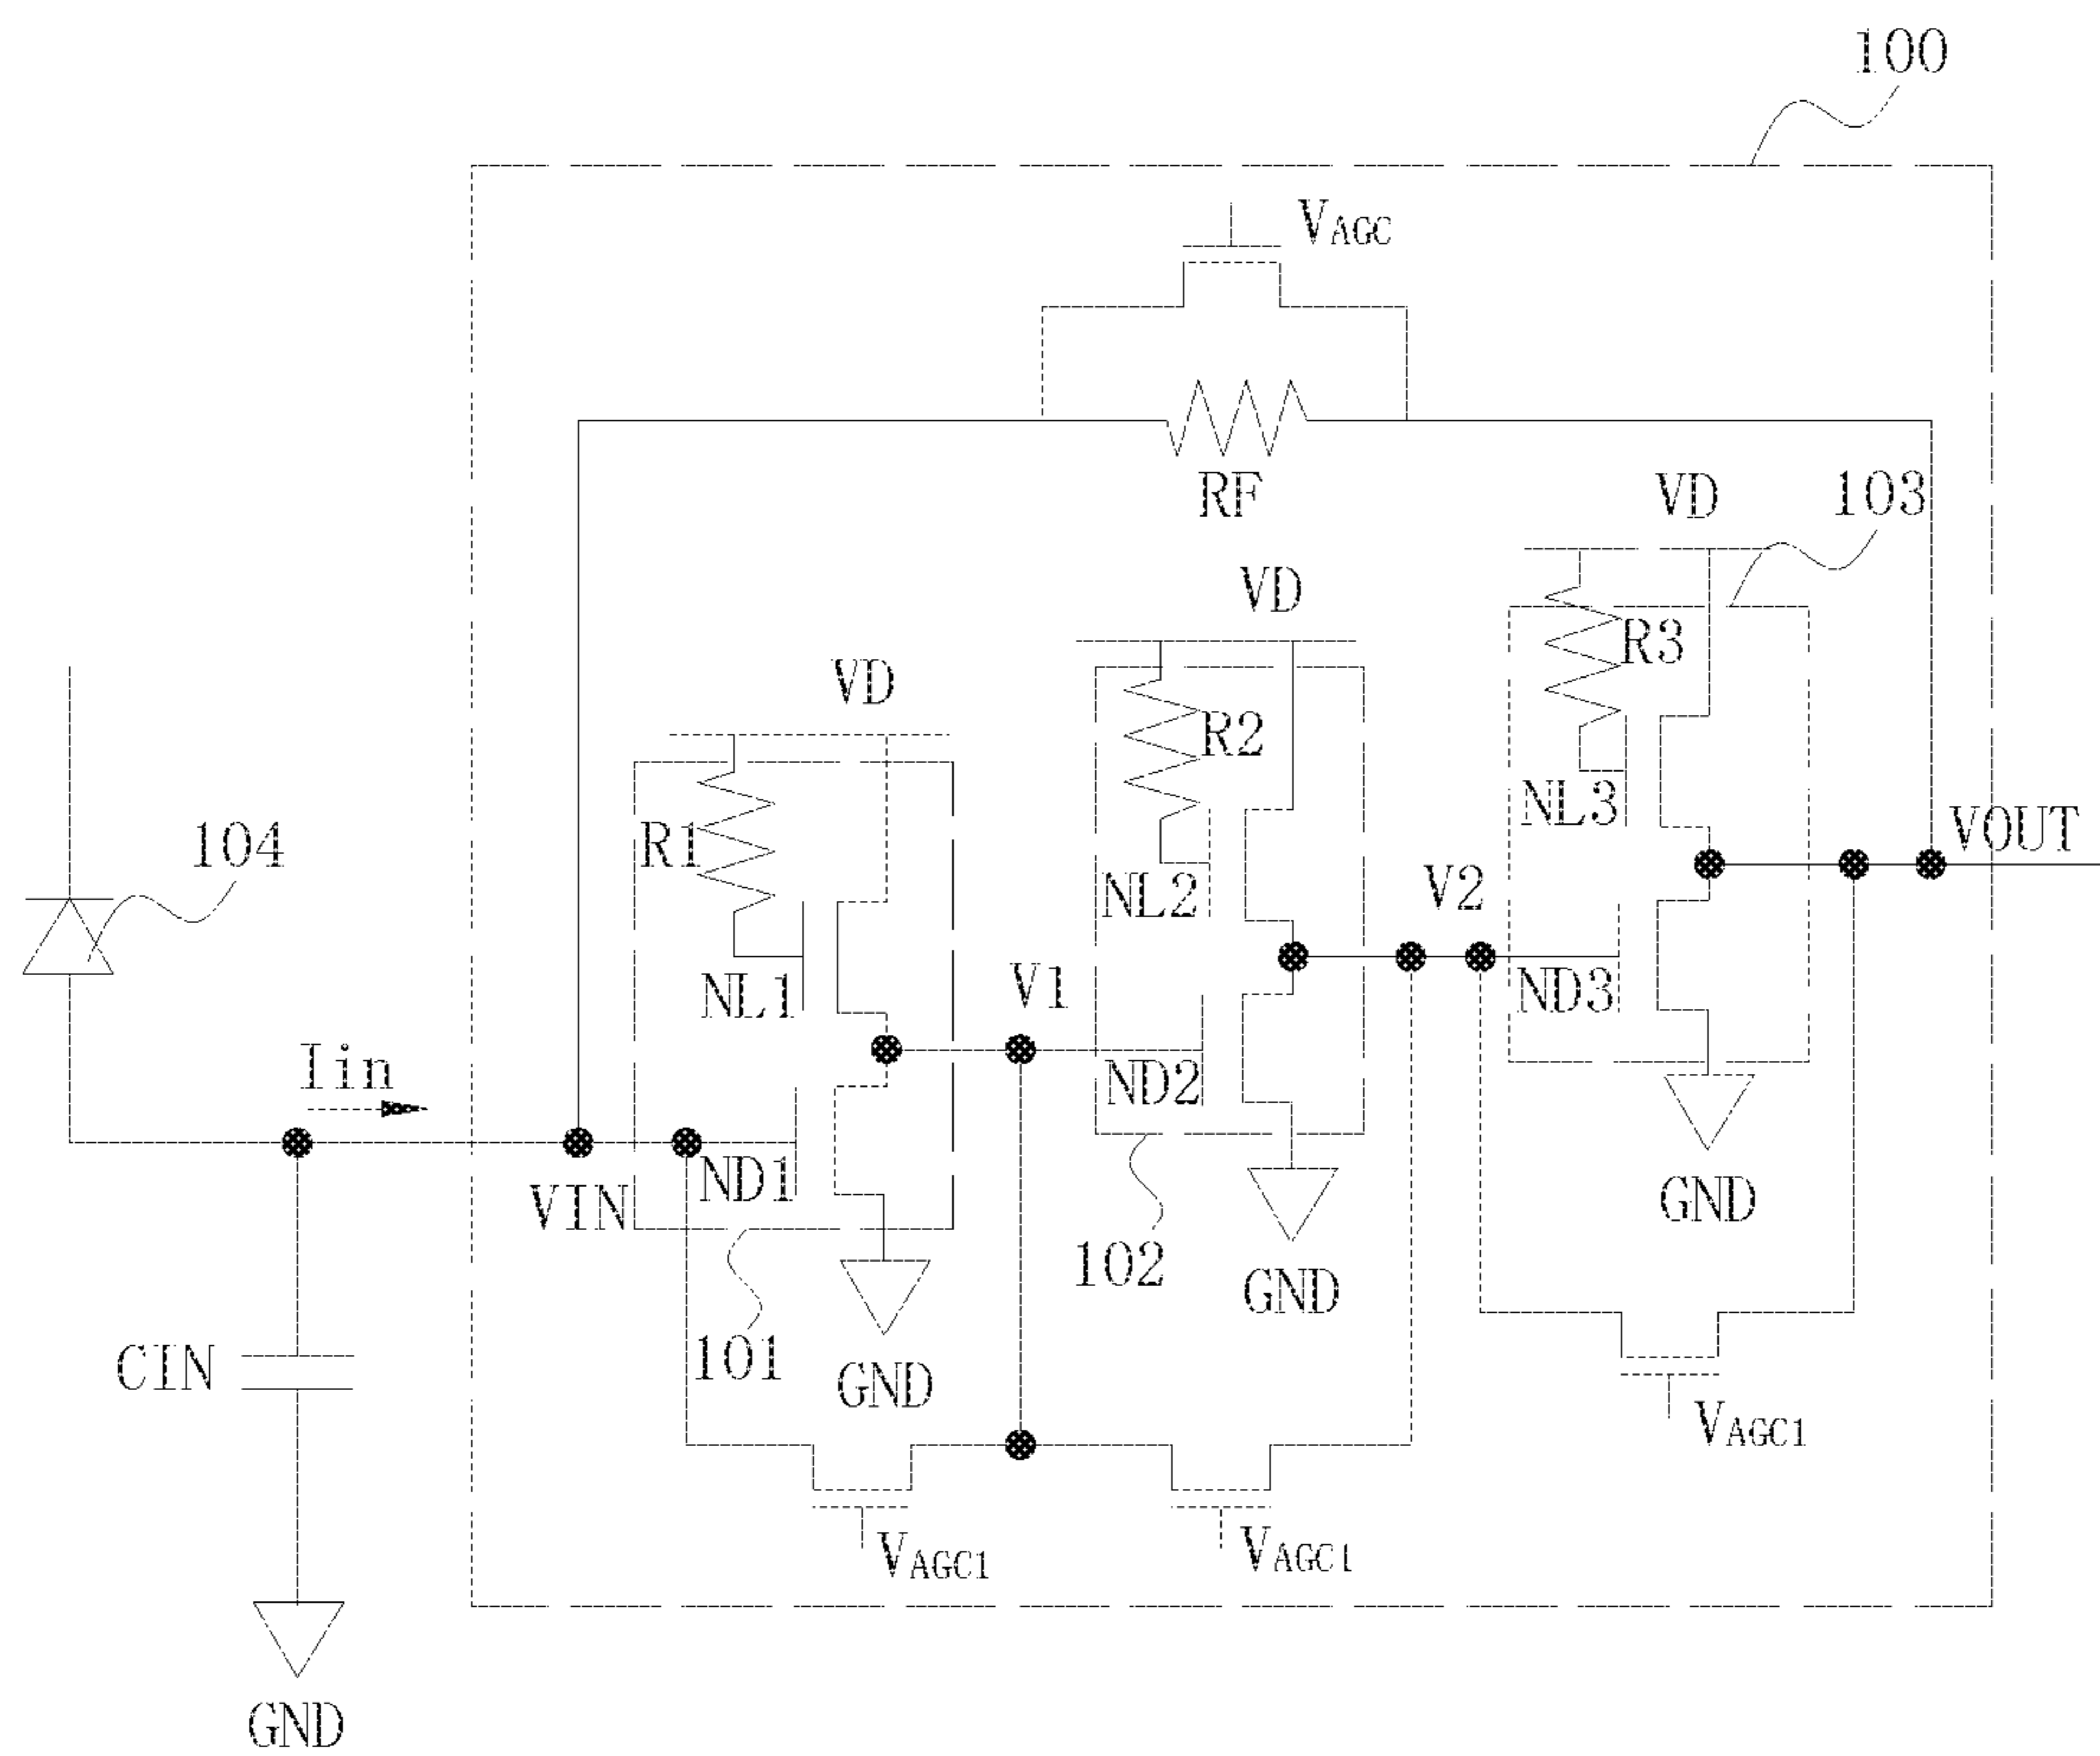 100
VAGC
RF
VD
103
VD
R3
VD
R2
104
R1
NL3
VOUT
NL2
V2
NL1
V1
ND3
Iin
ND2
ND1
VIN
GND
102
GND
101
CIN
GND
VAGC1
VAGC1
VAGC1
GND